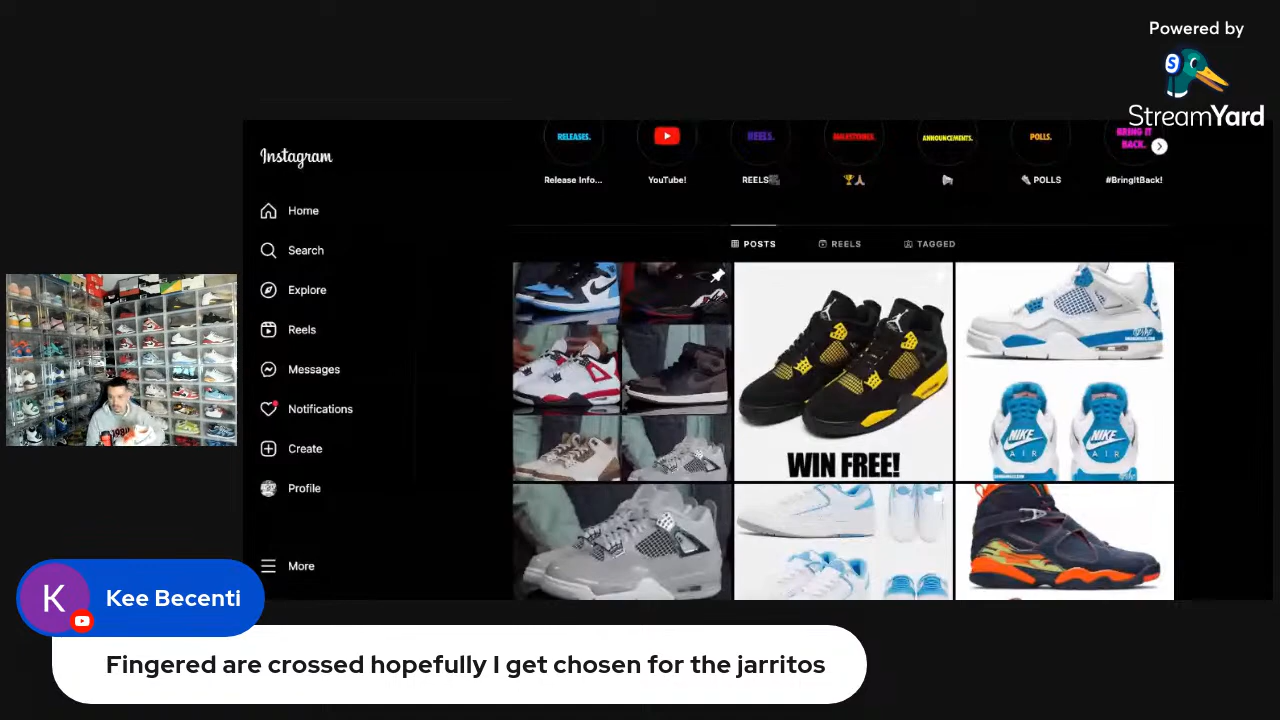 Powered by
StreamYard
Instagram
Home
Search
Explore
Reels
Messages
Notifications
Create
Profile
More
RELEASES.
REELS.
ANNOUNCEMENTS.
POLLS.
BRING IT
BACK.
Release Info...
YouTube!
REELS
POLLS
#BringItBack!
POSTS
REELS
TAGGED
WIN FREE!
NIKE
AIR
NIKE
AIR
K
Kee Becenti
Fingered are crossed hopefully I get chosen for the jarritos